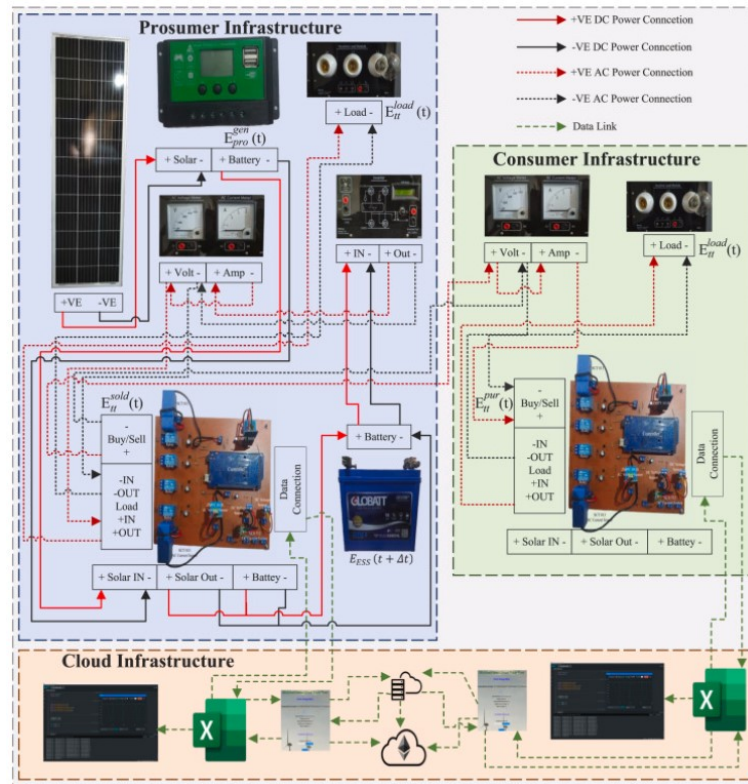 Prosumer Infrastructure
+VE DC Power Conncetion
-VE DC Power Conncetion
+VE AC Power Connection
-VE AC Power Connection
Data Link
+ Load -
E_tt^load(t)
E_pro^gen(t)
+ Solar - + Battery -
Consumer Infrastructure
+ IN - + Out -
+ Volt - + Amp -
+VE -VE
+ Volt - + Amp -
+ Load -
E_tt^load(t)
E_tt^sold(t)
-
Buy/Sell
+
-IN
-OUT
Load
+IN
+OUT
Data
Connection
+ Battery -
GLOBATT
E_ESS(t + Δt)
+ Solar IN - + Solar Out - + Battey -
E_tt^pur(t)
-
Buy/Sell
+
-IN
-OUT
Load
+IN
+OUT
Data
Connection
+ Solar IN - + Solar Out - + Battery -
Cloud Infrastructure
X
X